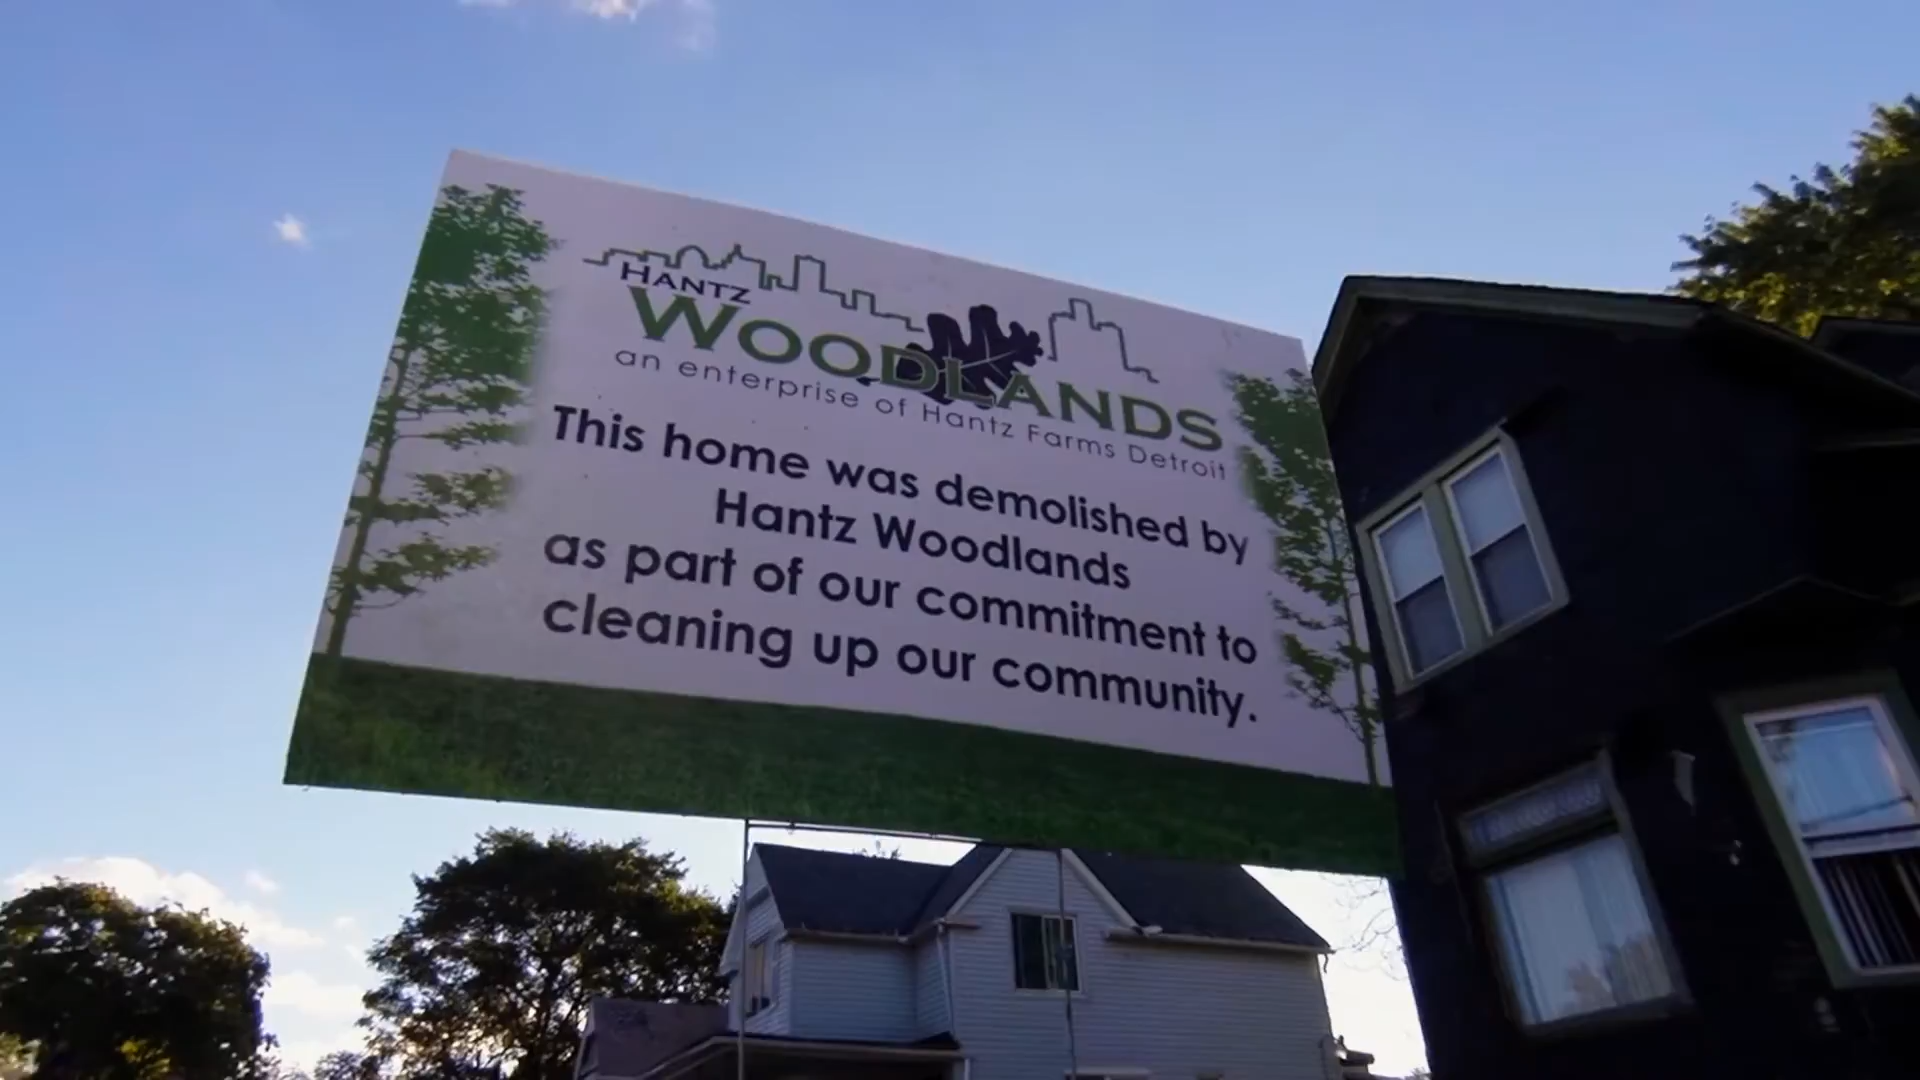 HANTZ
WOODLANDS
an enterprise of Hantz Farms Detroit
This home was demolished by
Hantz Woodlands
as part of our commitment to
cleaning up our community.